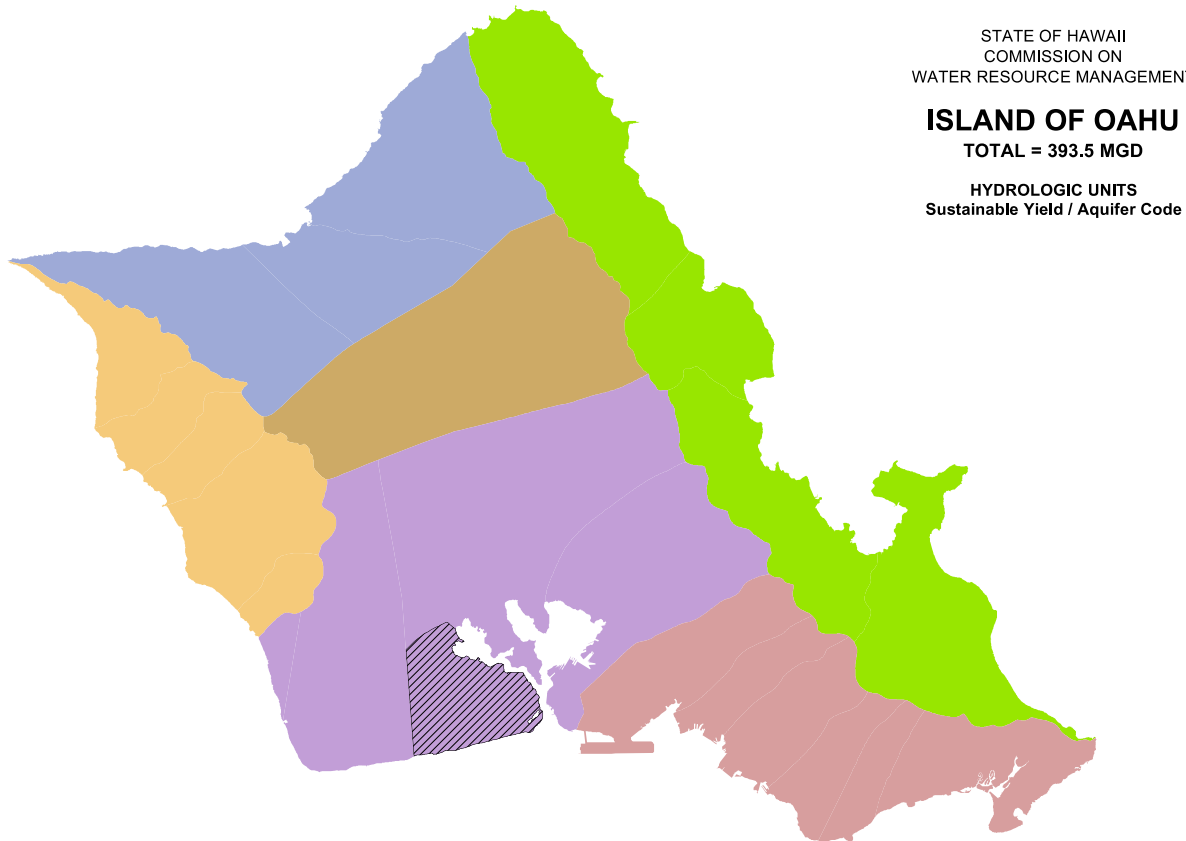 STATE OF HAWAII
COMMISSION ON
WATER RESOURCE MANAGEMENT
ISLAND OF OAHU
TOTAL = 393.5 MGD
HYDROLOGIC UNITS
Sustainable Yield / Aquifer Code